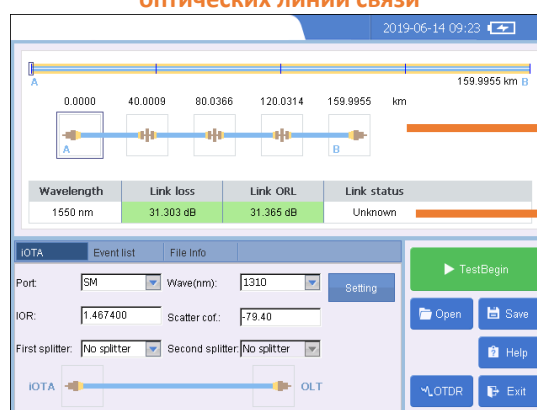 оптических линий связи
2019-06-14 09:23
A
159.9955 km B
0.0000 40.0009 80.0366 120.0314 159.9955 km
A B
Wavelength Link loss Link ORL Link status
1550 nm 31.303 dB 31.365 dB Unknown
iOTA Event list File Info
Port: SM Wave(nm): 1310 Setting
IOR: 1.467400 Scatter cof.: -79.40
First splitter: No splitter Second splitter: No splitter
iOTA OLT
TestBegin
Open Save
Help
OTDR Exit